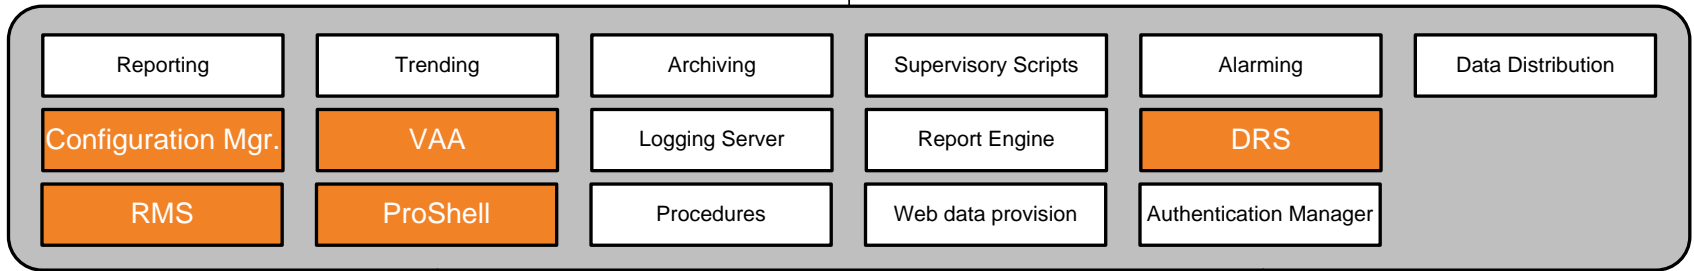 Reporting
Trending
Archiving
Supervisory Scripts
Alarming
Data Distribution
Configuration Mgr.
VAA
Logging Server
Report Engine
DRS
RMS
ProShell
Procedures
Web data provision
Authentication Manager